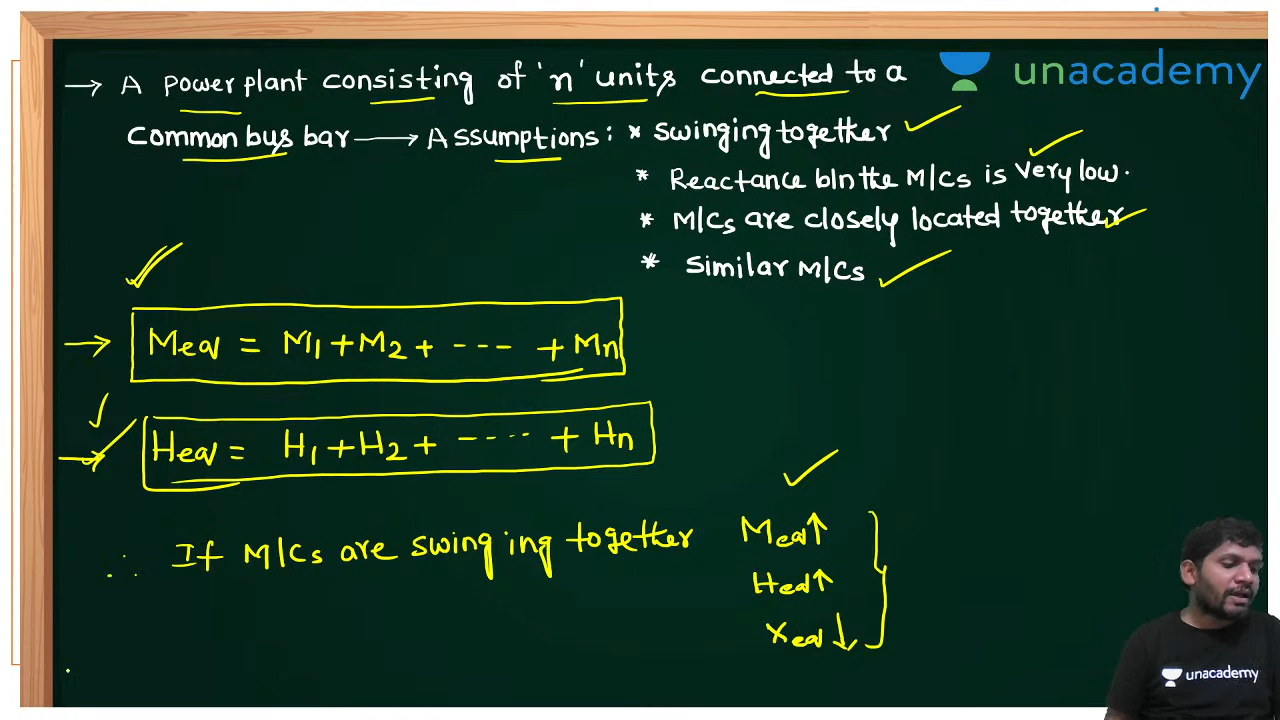 → A power plant consisting of 'n' units connected to a
unacademy
Common bus bar → Assumptions: * swinging together
* Reactance b/n the M/Cs is very low.
* M/Cs are closely located together
* Similar M/Cs
→ Meq = M1 + M2 + ---- + Mn
→ Heq = H1 + H2 + ---- + Hn
∴ If M/Cs are swinging together Meq↑
Heq↑
Xeq↓
unacademy